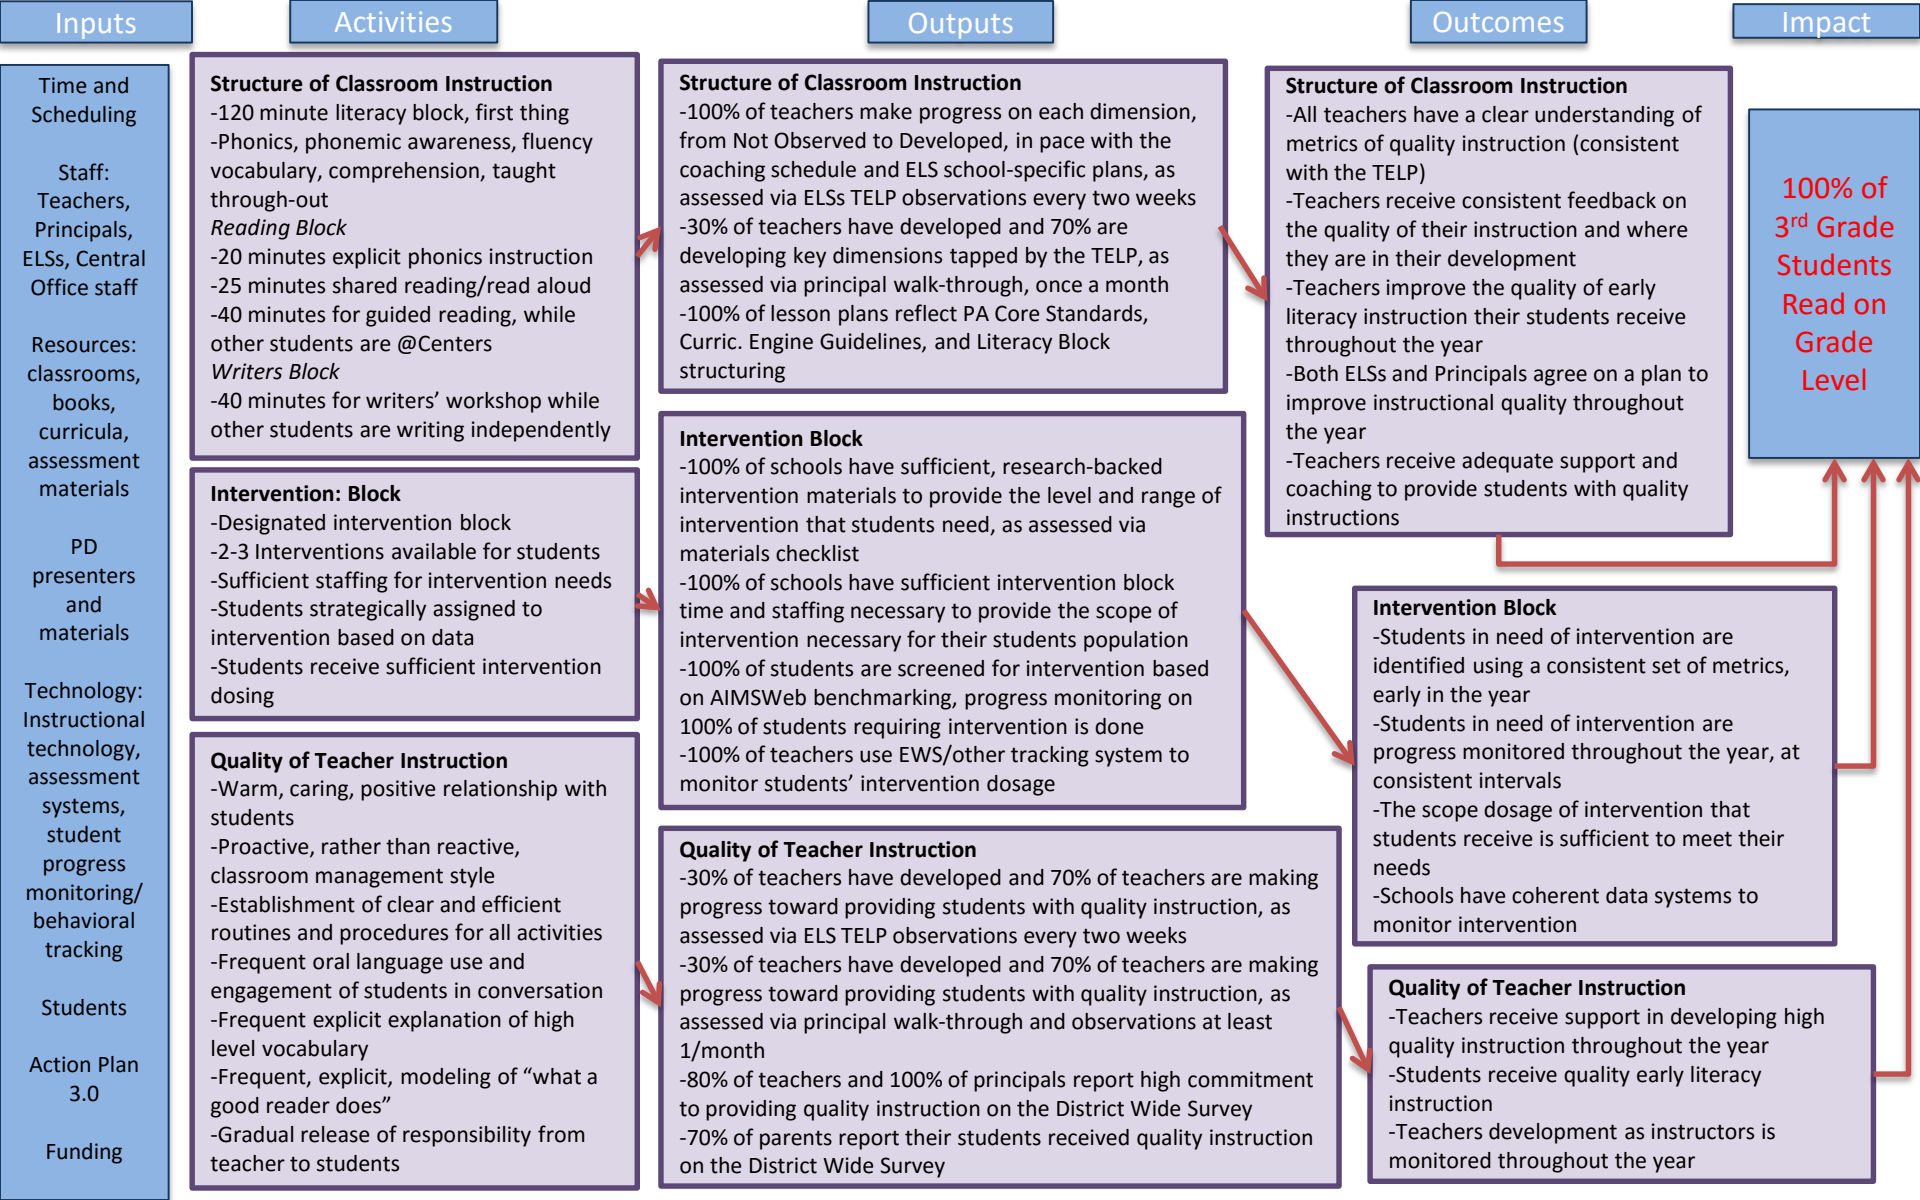 Inputs
Activities
Outputs
Outcomes
Impact
Time and
Scheduling
Staff:
Teachers,
Principals,
ELSs, Central
Office staff
Resources:
classrooms,
books,
curricula,
assessment
materials
PD
presenters
and
materials
Technology:
Instructional
technology,
assessment
systems,
student
progress
monitoring/
behavioral
tracking
Students
Action Plan
3.0
Funding
Structure of Classroom Instruction
-120 minute literacy block, first thing
-Phonics, phonemic awareness, fluency
vocabulary, comprehension, taught
through-out
Reading Block
-20 minutes explicit phonics instruction
-25 minutes shared reading/read aloud
-40 minutes for guided reading, while
other students are @Centers
Writers Block
-40 minutes for writers’ workshop while
other students are writing independently
Intervention: Block
-Designated intervention block
-2-3 Interventions available for students
-Sufficient staffing for intervention needs
-Students strategically assigned to
intervention based on data
-Students receive sufficient intervention
dosing
Quality of Teacher Instruction
-Warm, caring, positive relationship with
students
-Proactive, rather than reactive,
classroom management style
-Establishment of clear and efficient
routines and procedures for all activities
-Frequent oral language use and
engagement of students in conversation
-Frequent explicit explanation of high
level vocabulary
-Frequent, explicit, modeling of “what a
good reader does”
-Gradual release of responsibility from
teacher to students
Structure of Classroom Instruction
-100% of teachers make progress on each dimension,
from Not Observed to Developed, in pace with the
coaching schedule and ELS school-specific plans, as
assessed via ELSs TELP observations every two weeks
-30% of teachers have developed and 70% are
developing key dimensions tapped by the TELP, as
assessed via principal walk-through, once a month
-100% of lesson plans reflect PA Core Standards,
Curric. Engine Guidelines, and Literacy Block
structuring
Intervention Block
-100% of schools have sufficient, research-backed
intervention materials to provide the level and range of
intervention that students need, as assessed via
materials checklist
-100% of schools have sufficient intervention block
time and staffing necessary to provide the scope of
intervention necessary for their students population
-100% of students are screened for intervention based
on AIMSWeb benchmarking, progress monitoring on
100% of students requiring intervention is done
-100% of teachers use EWS/other tracking system to
monitor students’ intervention dosage
Quality of Teacher Instruction
-30% of teachers have developed and 70% of teachers are making
progress toward providing students with quality instruction, as
assessed via ELS TELP observations every two weeks
-30% of teachers have developed and 70% of teachers are making
progress toward providing students with quality instruction, as
assessed via principal walk-through and observations at least
1/month
-80% of teachers and 100% of principals report high commitment
to providing quality instruction on the District Wide Survey
-70% of parents report their students received quality instruction
on the District Wide Survey
Structure of Classroom Instruction
-All teachers have a clear understanding of
metrics of quality instruction (consistent
with the TELP)
-Teachers receive consistent feedback on
the quality of their instruction and where
they are in their development
-Teachers improve the quality of early
literacy instruction their students receive
throughout the year
-Both ELSs and Principals agree on a plan to
improve instructional quality throughout
the year
-Teachers receive adequate support and
coaching to provide students with quality
instructions
Intervention Block
-Students in need of intervention are
identified using a consistent set of metrics,
early in the year
-Students in need of intervention are
progress monitored throughout the year, at
consistent intervals
-The scope dosage of intervention that
students receive is sufficient to meet their
needs
-Schools have coherent data systems to
monitor intervention
Quality of Teacher Instruction
-Teachers receive support in developing high
quality instruction throughout the year
-Students receive quality early literacy
instruction
-Teachers development as instructors is
monitored throughout the year
100% of
3rd Grade
Students
Read on
Grade
Level